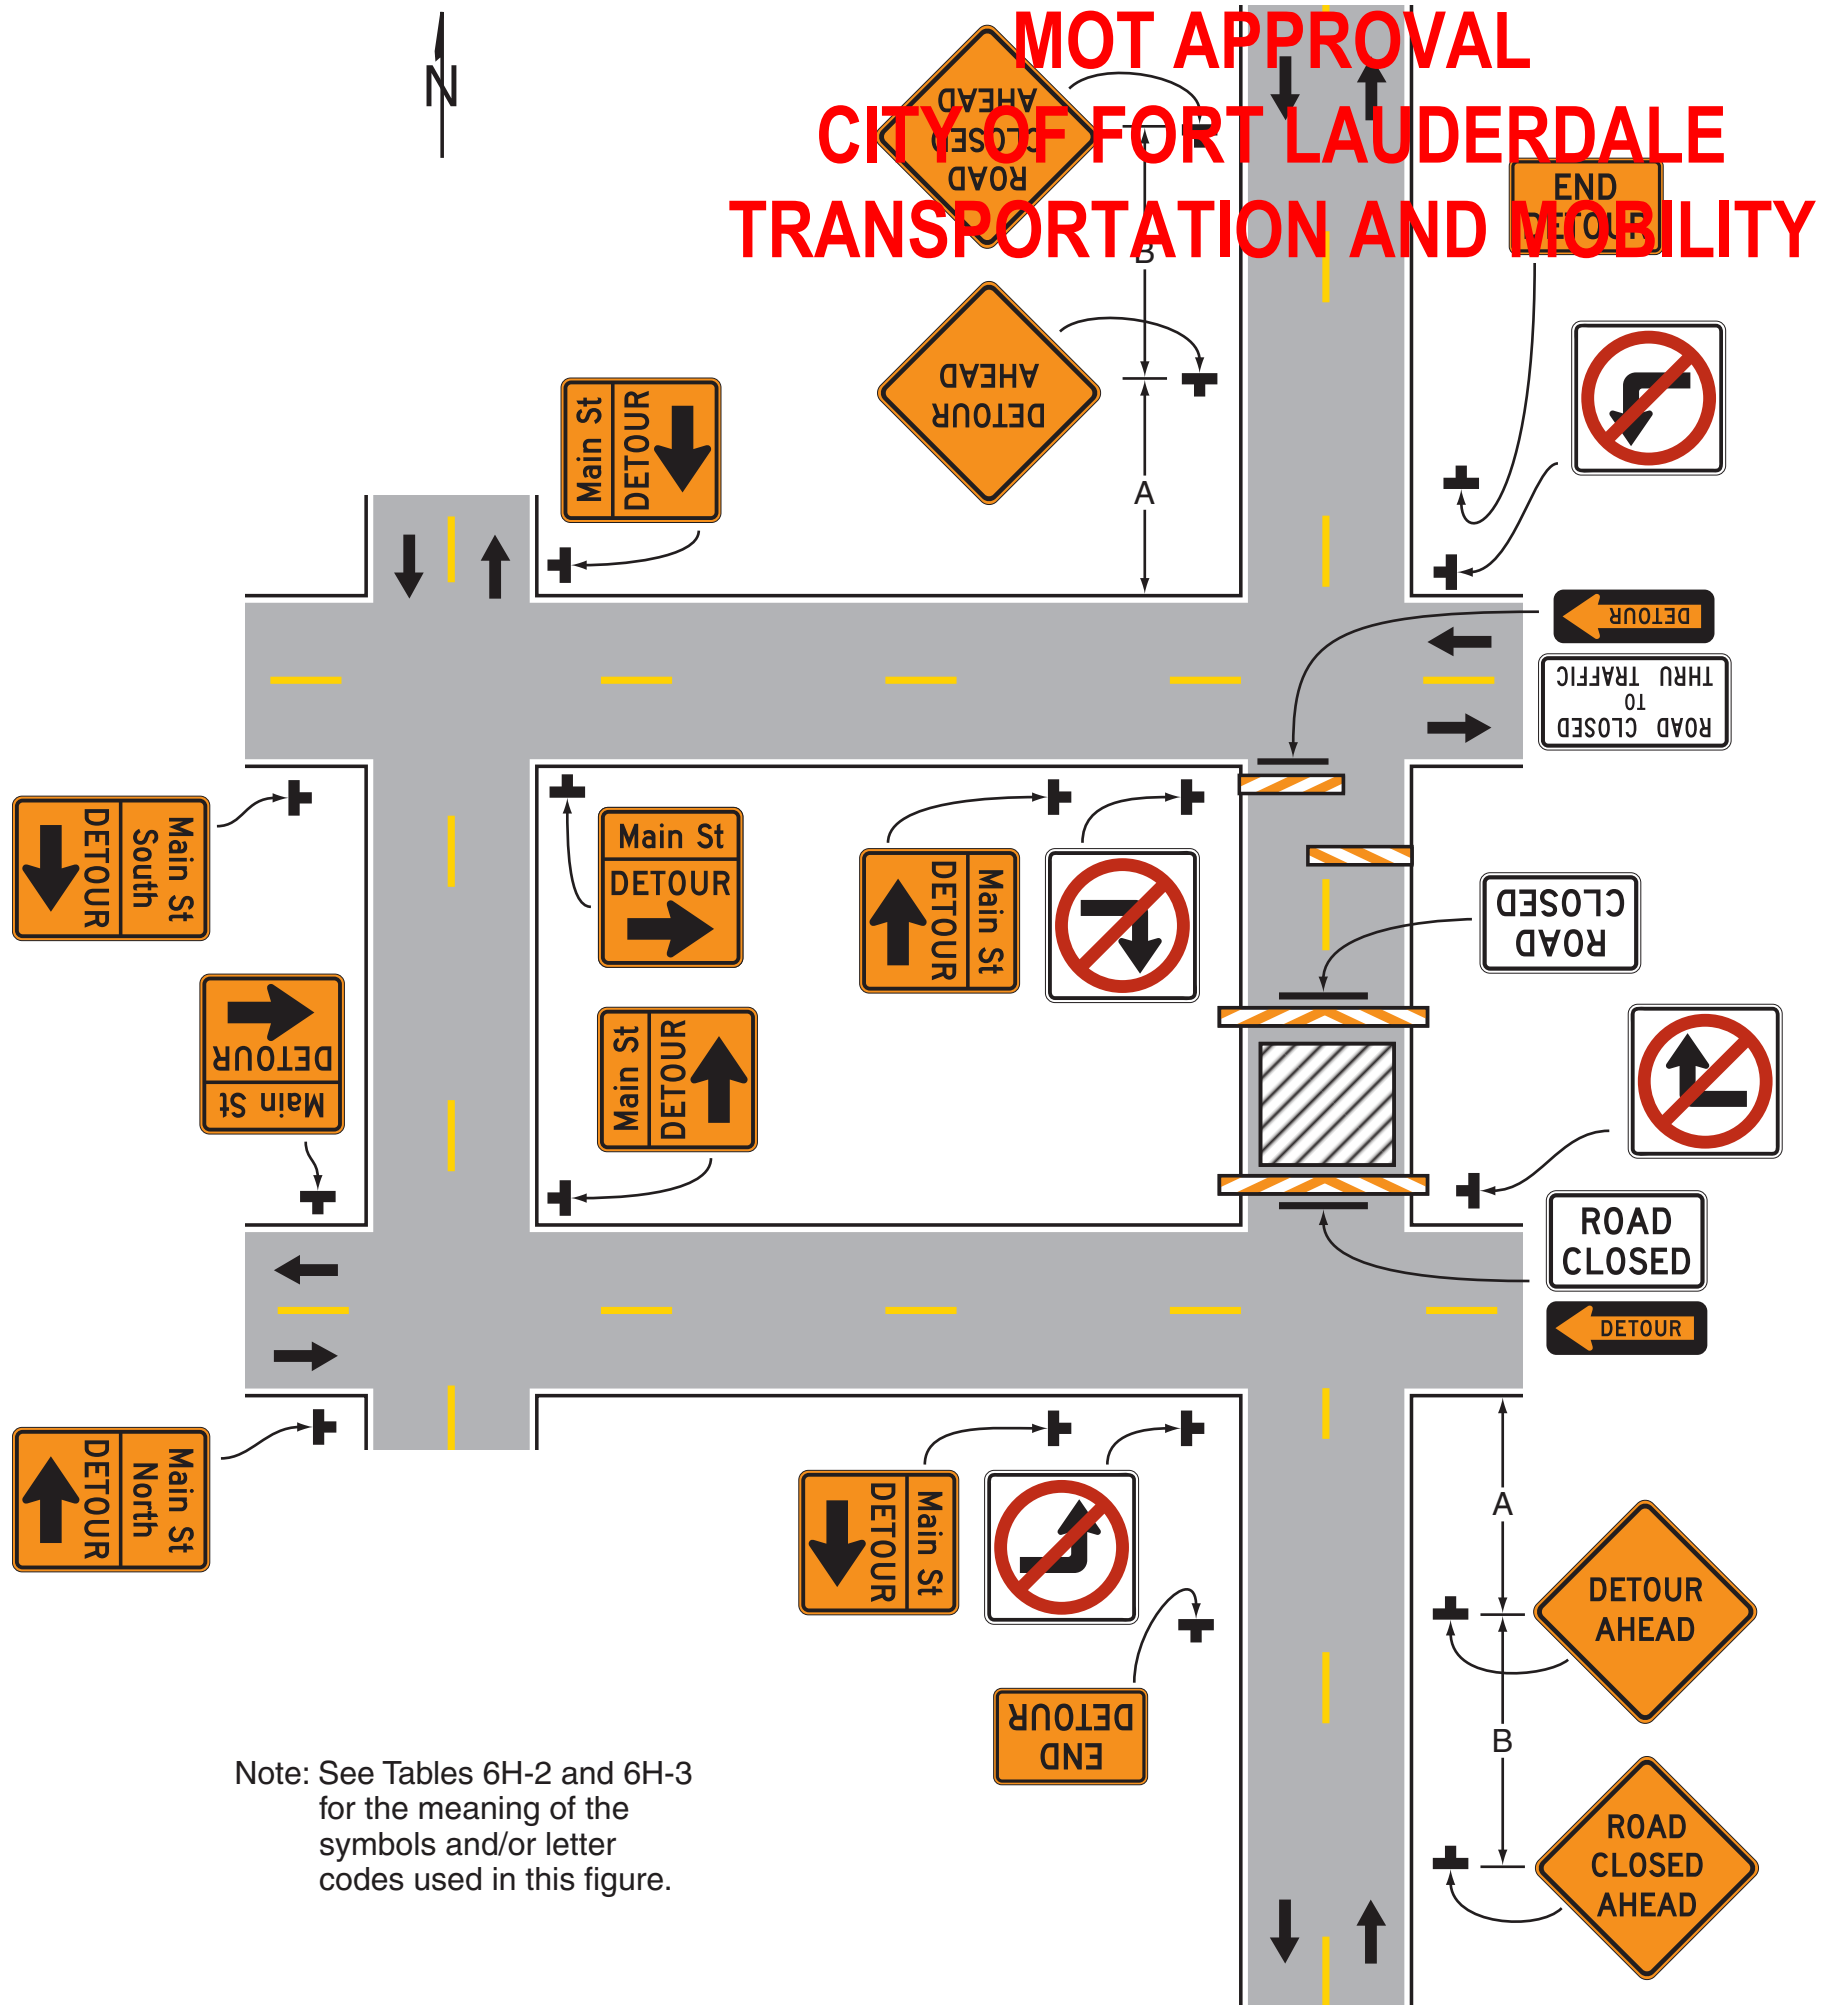 N
MOT APPROVAL
CITY OF FORT LAUDERDALE
TRANSPORTATION AND MOBILITY
ROAD
CLOSED
AHEAD
B
END
DETOUR
DETOUR
AHEAD
A
Main St
DETOUR
DETOUR
ROAD CLOSED
TO
THRU TRAFFIC
Main St
South
DETOUR
Main St
DETOUR
Main St
DETOUR
ROAD
CLOSED
Main St
DETOUR
Main St
DETOUR
ROAD
CLOSED
DETOUR
Main St
North
DETOUR
Main St
DETOUR
A
DETOUR
AHEAD
END
DETOUR
B
ROAD
CLOSED
AHEAD
Note: See Tables 6H-2 and 6H-3
for the meaning of the
symbols and/or letter
codes used in this figure.